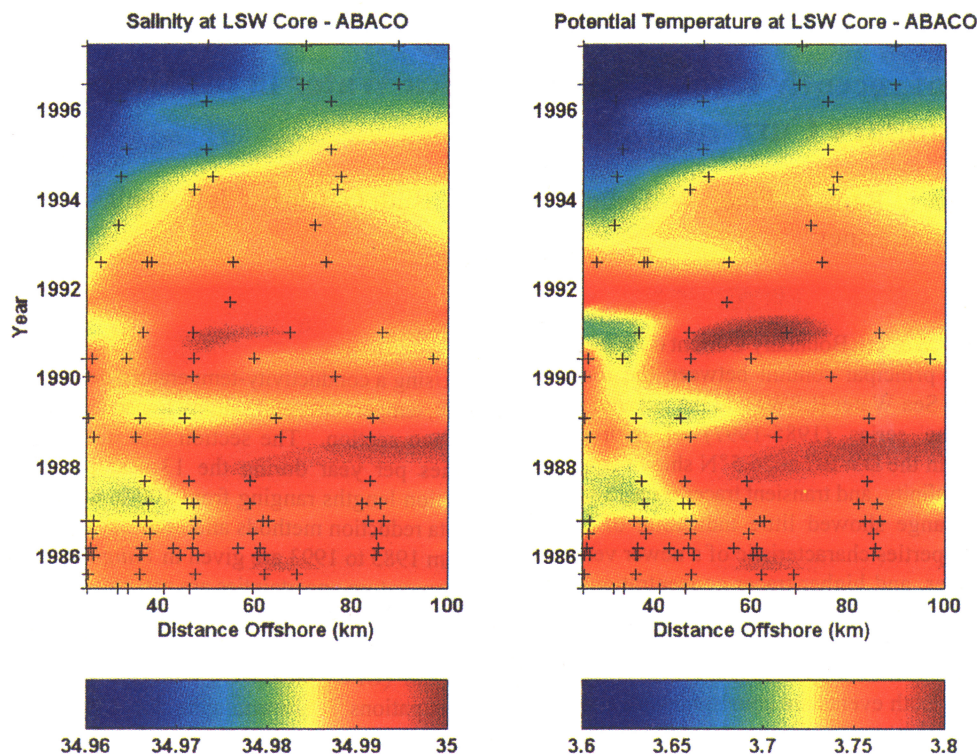 Salinity at LSW Core - ABACO
Potential Temperature at LSW Core - ABACO
Year
1996
1994
1992
1990
1988
1986
40 60 80 100
Distance Offshore (km)
1996
1994
1992
1990
1988
1986
40 60 80 100
Distance Offshore (km)
34.96 34.97 34.98 34.99 35
3.6 3.65 3.7 3.75 3.8